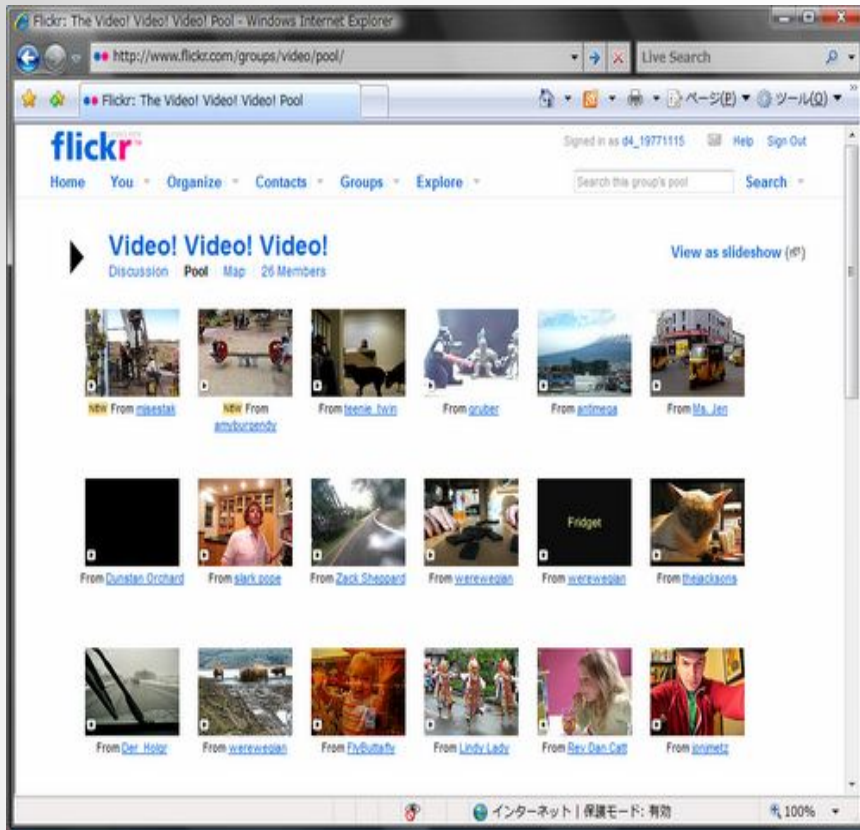 Flickr: The Video! Video! Video! Pool - Windows Internet Explorer
http://www.flickr.com/groups/video/pool/
Live Search
Flickr: The Video! Video! Video! Pool
ページ(P) ツール(O)
flickr
Signed in as d4_19771115 Help Sign Out
Home You Organize Contacts Groups Explore
Search this group's pool Search
Video! Video! Video!
View as slideshow
Discussion Pool Map 26 Members
NEW From misestak NEW From amyburgendy From teenie_twin From gruber From antimega From Ms. Jen
From Dunstan Orchard From slark pope From Zack Sheppard From werewegian From werewegian From thejacksons
Fridget
From Der_Holgr From werewegian From FlyButtafly From Lindy Lady From Rev Dan Catt From jonimetz
インターネット | 保護モード: 有効 100%